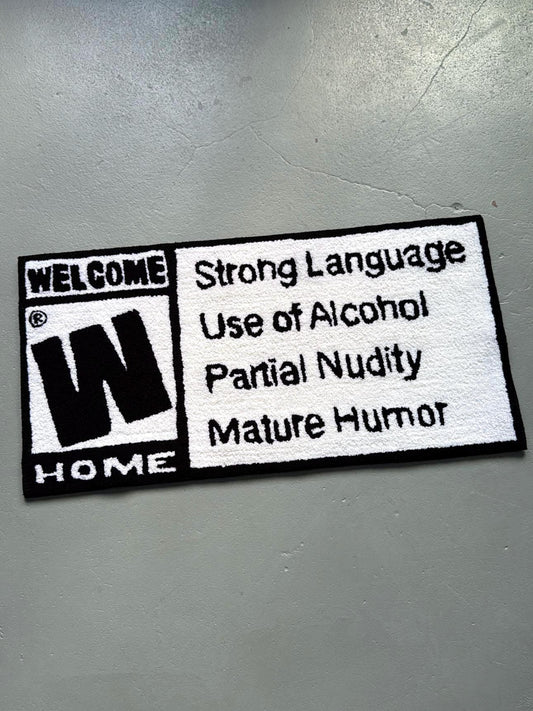 WELCOME
®
W
HOME
Strong Language
Use of Alcohol
Partial Nudity
Mature Humor